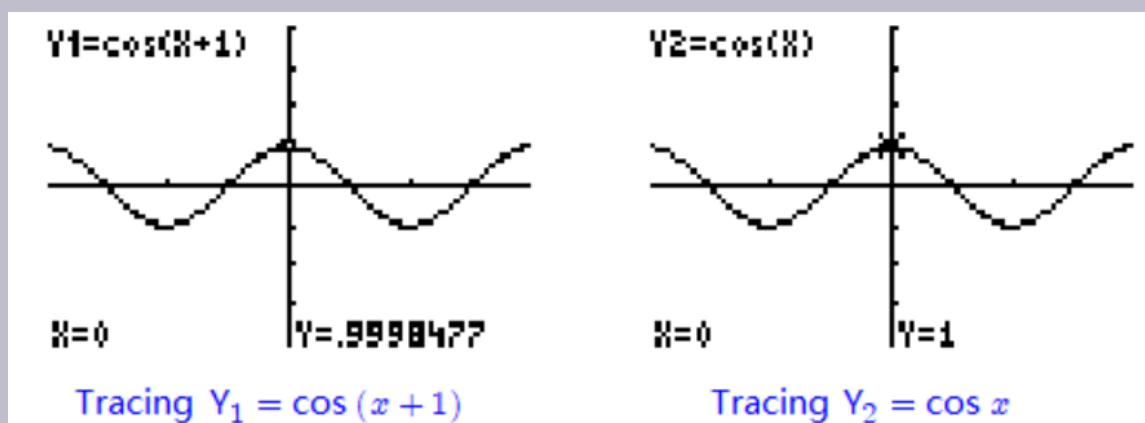 Y1=cos(X+1)
Y2=cos(X)
X=0
Y=.9998477
X=0
Y=1
Tracing Y₁ = cos (x + 1)
Tracing Y₂ = cos x